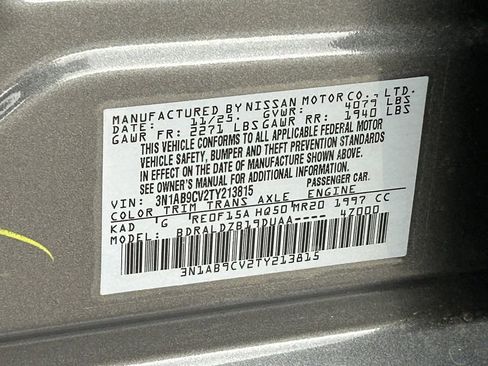 MANUFACTURED BY NISSAN MOTOR CO., LTD.
DATE: 11/25. GVWR: 4079 LBS
GAWR FR: 2271 LBS GAWR RR: 1940 LBS
THIS VEHICLE CONFORMS TO ALL APPLICABLE FEDERAL MOTOR
VEHICLE SAFETY, BUMPER AND THEFT PREVENTION STANDARDS
IN EFFECT ON THE DATE OF MANUFACTURE SHOWN ABOVE.
SEE OWNER'S MANUAL FOR ADDITIONAL INFORMATION.
VIN: 3N1AB9CV2TY213815 PASSENGER CAR.
COLOR TRIM TRANS AXLE ENGINE
KAD G RE0F15A HQ50 MR20 1997 CC
MODEL: BDRALDZB19DUAA---- 47000
3N1AB9CV2TY213815